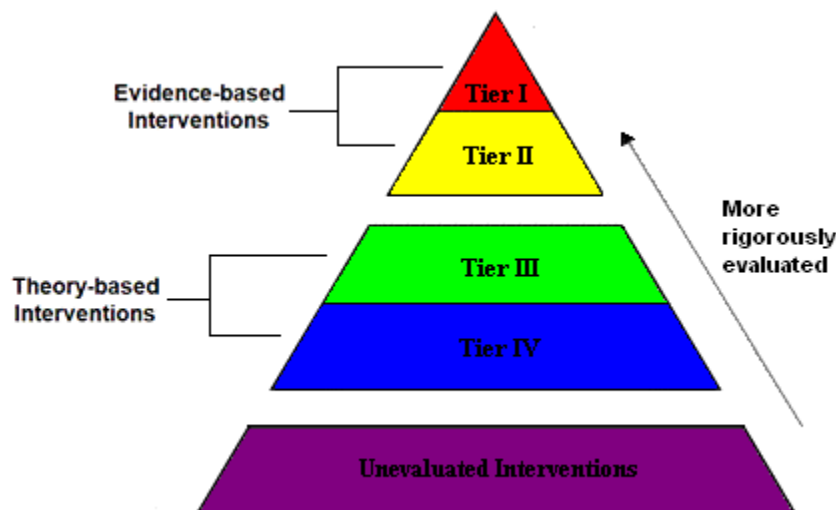 Evidence-based
Interventions
Tier I
Tier II
More
rigorously
evaluated
Theory-based
Interventions
Tier III
Tier IV
Unevaluated Interventions